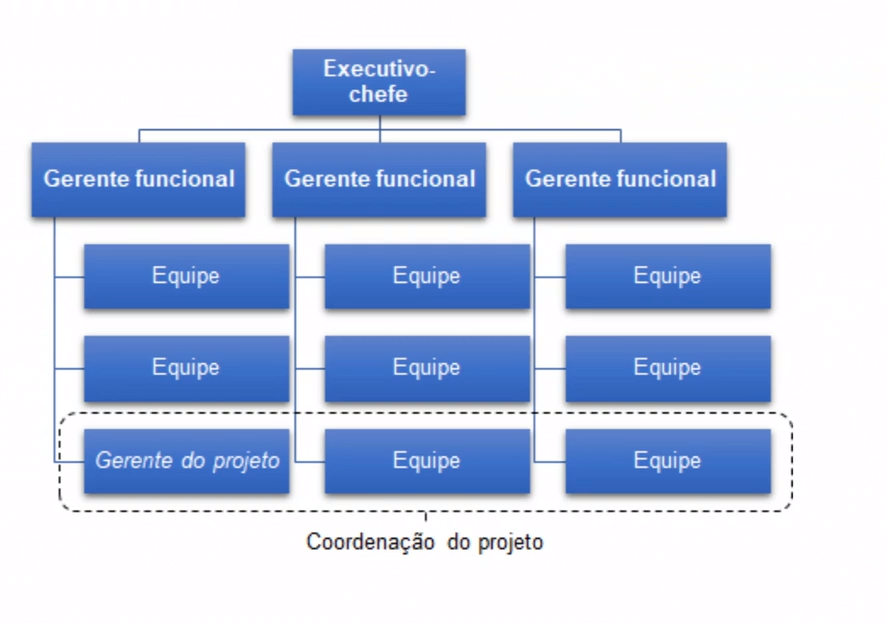 Executivo-
chefe
Gerente funcional
Gerente funcional
Gerente funcional
Equipe
Equipe
Equipe
Equipe
Equipe
Equipe
Gerente do projeto
Equipe
Equipe
Coordenação do projeto